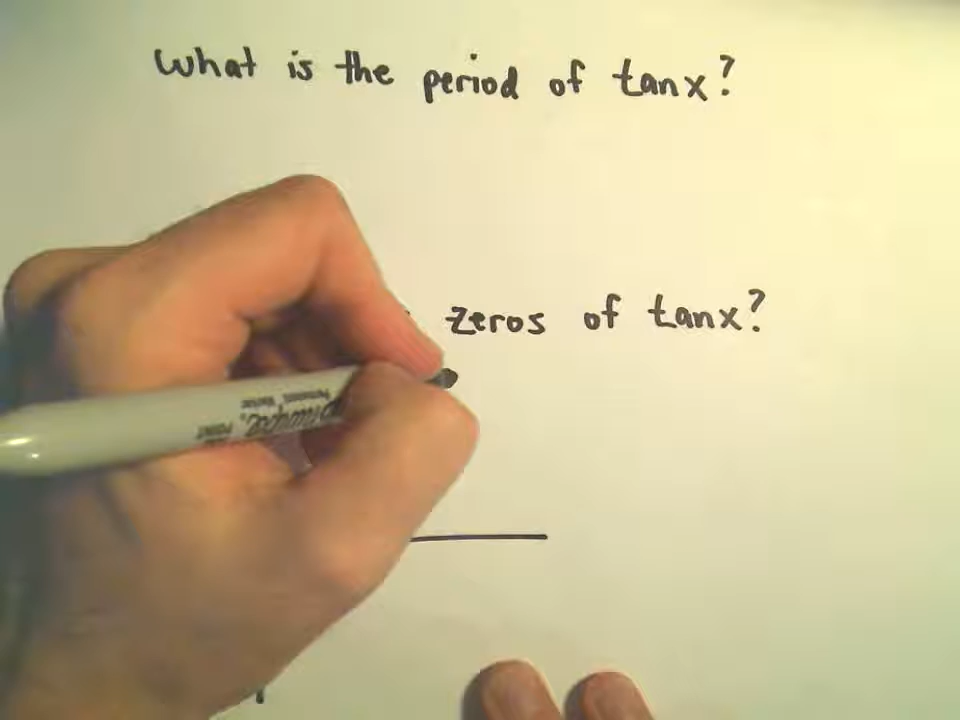 What is the period of tanx?
zeros of tanx?